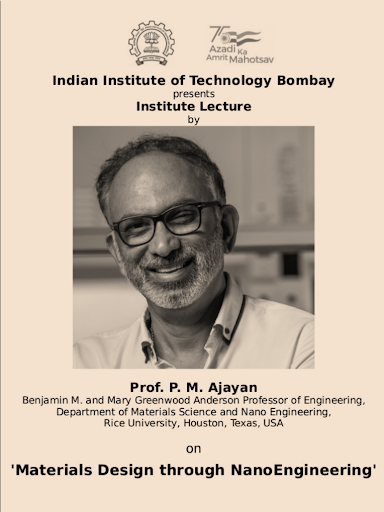 75
Azadi Ka
Amrit Mahotsav
Indian Institute of Technology Bombay
presents
Institute Lecture
by
Prof. P. M. Ajayan
Benjamin M. and Mary Greenwood Anderson Professor of Engineering,
Department of Materials Science and Nano Engineering,
Rice University, Houston, Texas, USA
on
'Materials Design through NanoEngineering'